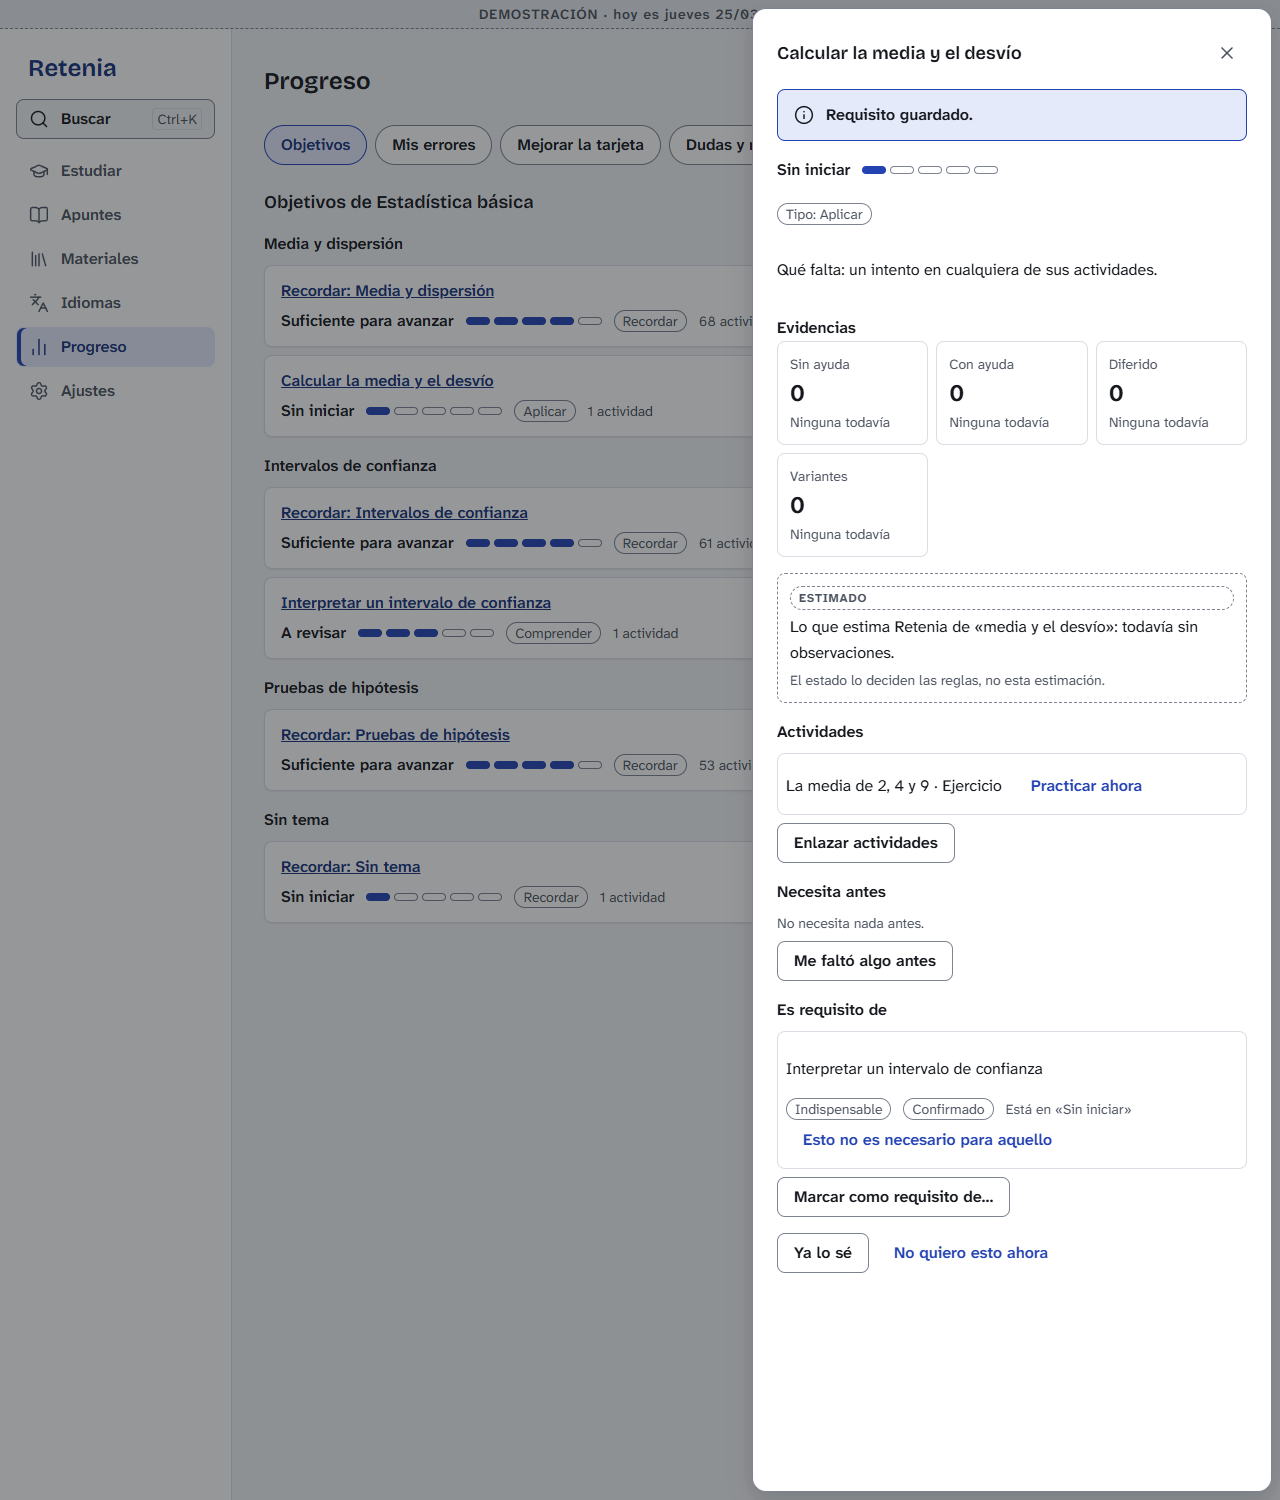 DEMOSTRACIÓN · hoy es jueves 25/03
Retenia
Buscar Ctrl+K
Estudiar
Apuntes
Materiales
Idiomas
Progreso
Ajustes
Progreso
Objetivos Mis errores Mejorar la tarjeta Dudas y
Objetivos de Estadística básica
Media y dispersión
Recordar: Media y dispersión
Suficiente para avanzar Recordar 68 activi
Calcular la media y el desvío
Sin iniciar Aplicar 1 actividad
Intervalos de confianza
Recordar: Intervalos de confianza
Suficiente para avanzar Recordar 61 activi
Interpretar un intervalo de confianza
A revisar Comprender 1 actividad
Pruebas de hipótesis
Recordar: Pruebas de hipótesis
Suficiente para avanzar Recordar 53 activi
Sin tema
Recordar: Sin tema
Sin iniciar Recordar 1 actividad
Calcular la media y el desvío
Requisito guardado.
Sin iniciar
Tipo: Aplicar
Qué falta: un intento en cualquiera de sus actividades.
Evidencias
Sin ayuda
0
Ninguna todavía
Con ayuda
0
Ninguna todavía
Diferido
0
Ninguna todavía
Variantes
0
Ninguna todavía
ESTIMADO
Lo que estima Retenia de «media y el desvío»: todavía sin
observaciones.
El estado lo deciden las reglas, no esta estimación.
Actividades
La media de 2, 4 y 9 · Ejercicio Practicar ahora
Enlazar actividades
Necesita antes
No necesita nada antes.
Me faltó algo antes
Es requisito de
Interpretar un intervalo de confianza
Indispensable Confirmado Está en «Sin iniciar»
Esto no es necesario para aquello
Marcar como requisito de...
Ya lo sé No quiero esto ahora